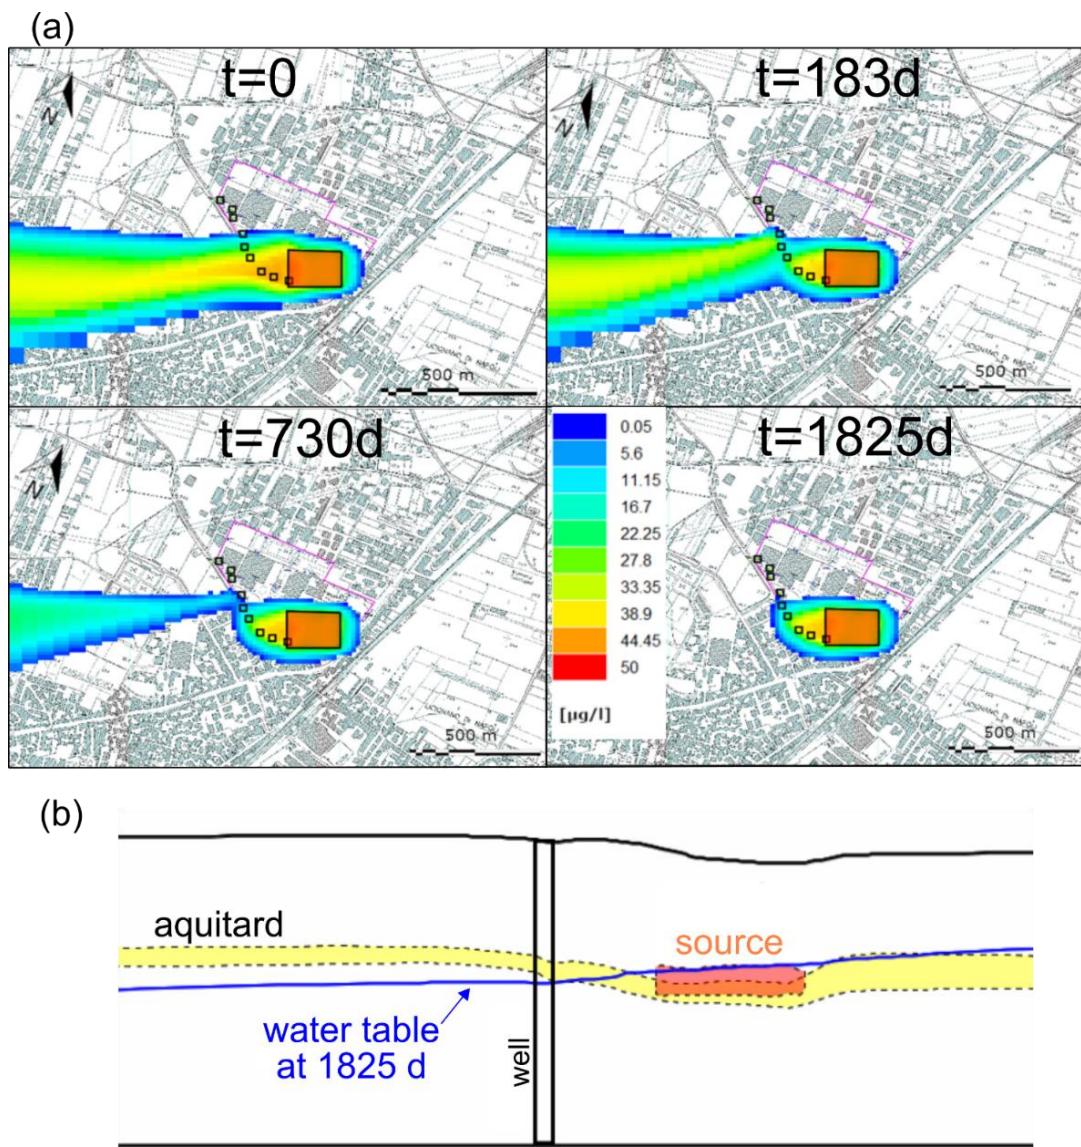 (a)
t=0
t=183d
N
N
500 m
500 m
t=730d
t=1825d
N
0.05
5.6
11.15
16.7
22.25
27.8
33.35
38.9
44.45
50
[µg/l]
500 m
500 m
(b)
aquitard
source
water table
at 1825 d
well